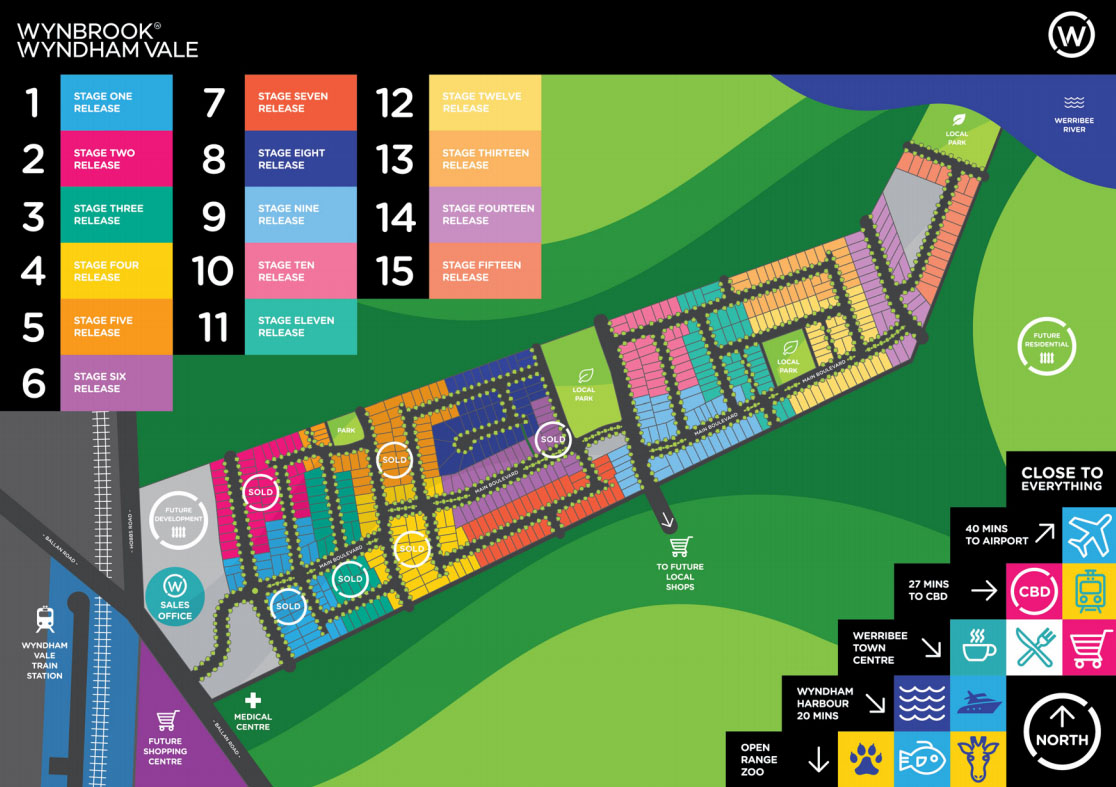 WYNBROOK®
WYNDHAM VALE
W
1
STAGE ONE
RELEASE
2
STAGE TWO
RELEASE
3
STAGE THREE
RELEASE
4
STAGE FOUR
RELEASE
5
STAGE FIVE
RELEASE
6
STAGE SIX
RELEASE
7
STAGE SEVEN
RELEASE
8
STAGE EIGHT
RELEASE
9
STAGE NINE
RELEASE
10
STAGE TEN
RELEASE
11
STAGE ELEVEN
RELEASE
12
STAGE TWELVE
RELEASE
13
STAGE THIRTEEN
RELEASE
14
STAGE FOURTEEN
RELEASE
15
STAGE FIFTEEN
RELEASE
WERRIBEE
RIVER
LOCAL
PARK
FUTURE
RESIDENTIAL
LOCAL
PARK
MAIN BOULEVARD
LOCAL
PARK
MAIN BOULEVARD
PARK
SOLD
SOLD
MAIN BOULEVARD
SOLD
SOLD
MAIN BOULEVARD
SOLD
SOLD
FUTURE
DEVELOPMENT
- HOBBS ROAD -
- BALLAN ROAD -
W
SALES
OFFICE
WYNDHAM
VALE
TRAIN
STATION
FUTURE
SHOPPING
CENTRE
- BALLAN ROAD -
MEDICAL
CENTRE
TO FUTURE
LOCAL
SHOPS
CLOSE TO
EVERYTHING
40 MINS
TO AIRPORT
27 MINS
TO CBD
CBD
WERRIBEE
TOWN
CENTRE
WYNDHAM
HARBOUR
20 MINS
OPEN
RANGE
ZOO
NORTH